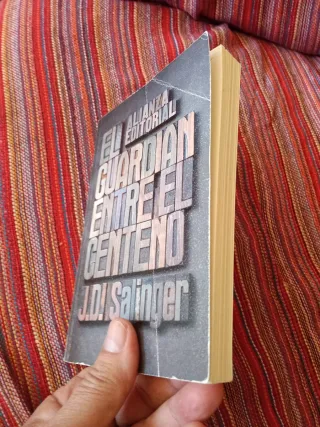 ALIANZA
EDITORIAL
EL
GUARDIAN
ENTRE EL
CENTENO
J.D. Salinger